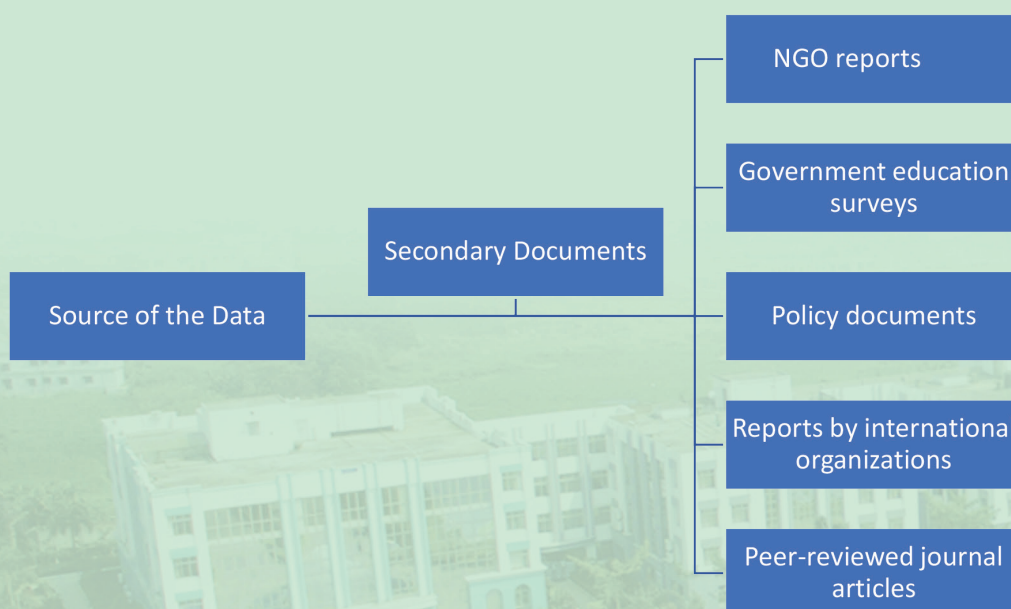 NGO reports
Government education
surveys
Secondary Documents
Source of the Data
Policy documents
Reports by internationa
organizations
Peer-reviewed journal
articles